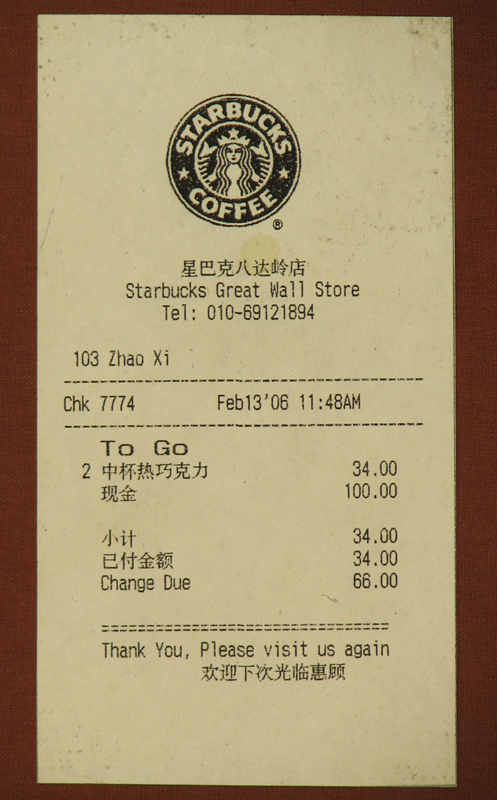 STARBUCKS
COFFEE
®
星巴克八达岭店
Starbucks Great Wall Store
Tel: 010-69121894
103 Zhao Xi
Chk 7774 Feb13'06 11:48AM
To Go
2 中杯热巧克力 34.00
现金 100.00
小计 34.00
已付金额 34.00
Change Due 66.00
Thank You, Please visit us again
欢迎下次光临惠顾